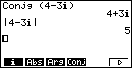 Conjg (4-3i)
4+3i
|4-3i|
5
i Abs Arg Conj ▷